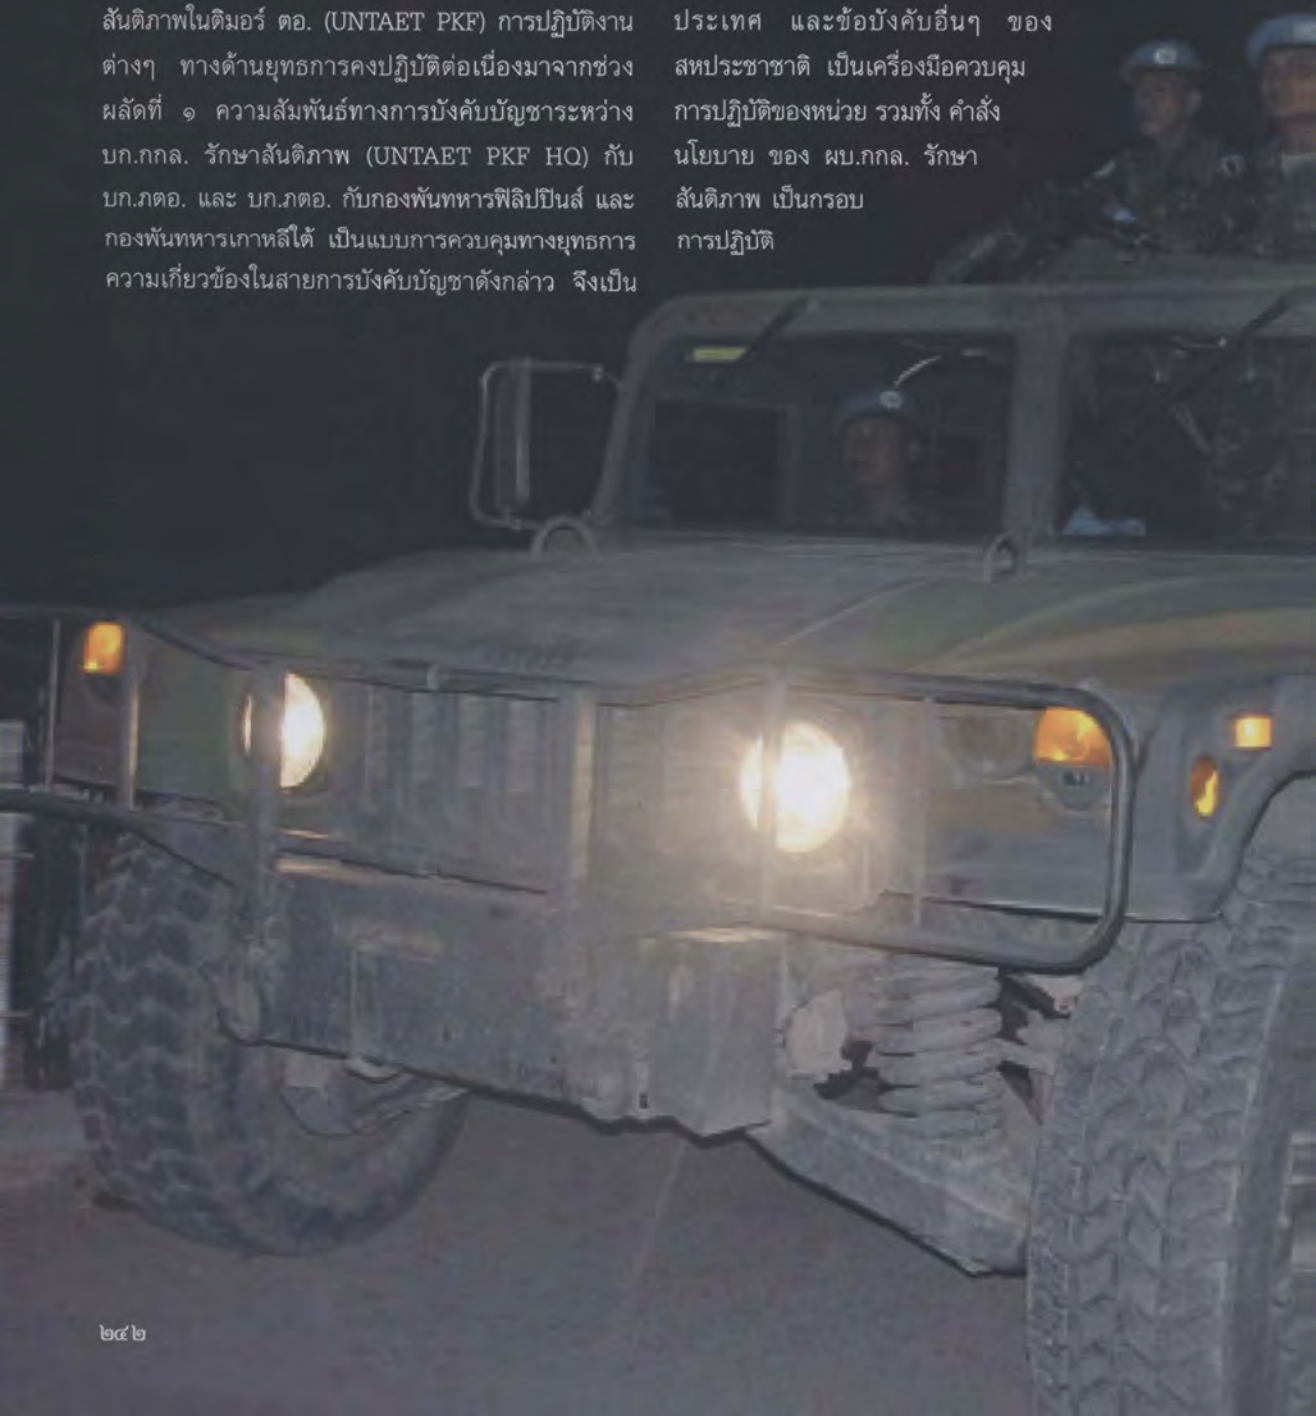 สันติภาพในติมอร์ ตอ. (UNTAET PKF) การปฏิบัติงาน
ต่างๆ ทางด้านยุทธการคงปฏิบัติต่อเนื่องมาจากช่วง
ผลัดที่ ๑ ความสัมพันธ์ทางการบังคับบัญชาระหว่าง
บก.กกล. รักษาสันติภาพ (UNTAET PKF HQ) กับ
บก.ภตอ. และ บก.ภตอ. กับกองพันทหารฟิลิปปินส์ และ
กองพันทหารเกาหลีใต้ เป็นแบบการควบคุมทางยุทธการ
ความเกี่ยวข้องในสายการบังคับบัญชาดังกล่าว จึงเป็น
ประเทศ และข้อบังคับอื่นๆ ของ
สหประชาชาติ เป็นเครื่องมือควบคุม
การปฏิบัติของหน่วย รวมทั้ง คำสั่ง
นโยบาย ของ ผบ.กกล. รักษา
สันติภาพ เป็นกรอบ
การปฏิบัติ
๒๔๒